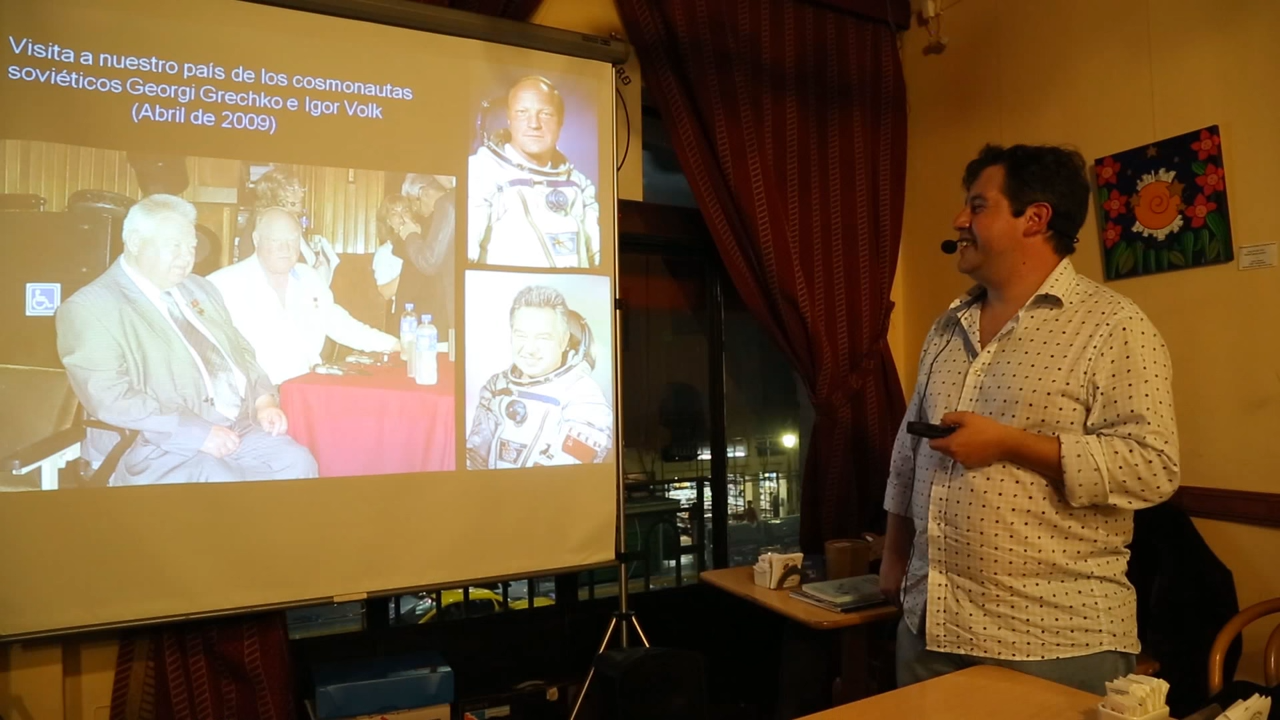 Visita a nuestro país de los cosmonautas
soviéticos Georgi Grechko e Igor Volk
(Abril de 2009)